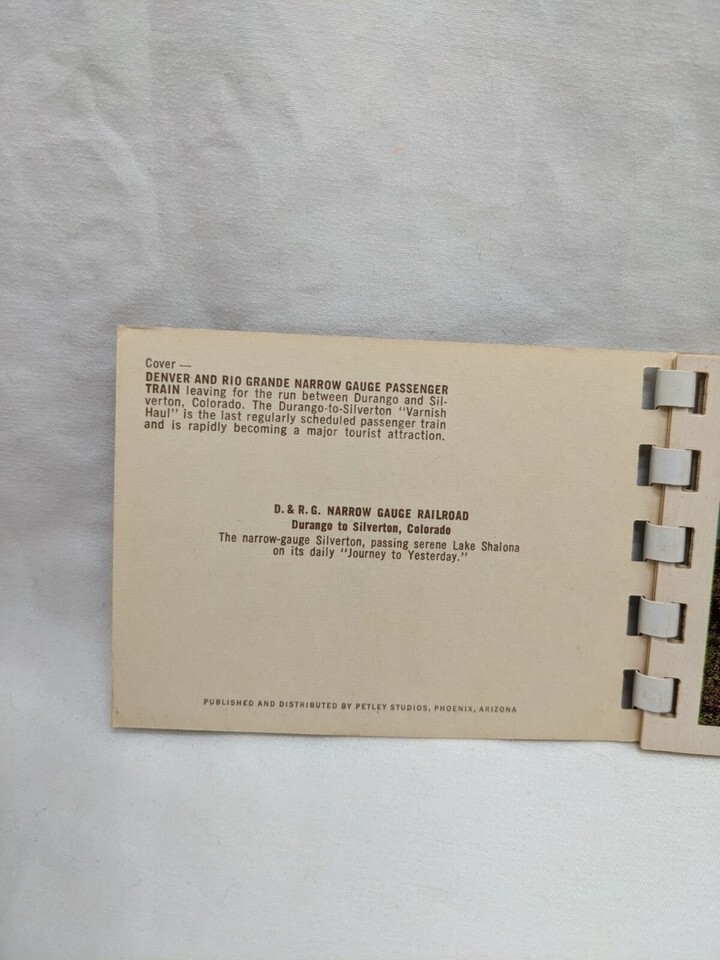 Cover —
DENVER AND RIO GRANDE NARROW GAUGE PASSENGER
TRAIN leaving for the run between Durango and Sil-
verton, Colorado. The Durango-to-Silverton "Varnish
Haul" is the last regularly scheduled passenger train
and is rapidly becoming a major tourist attraction.
D. & R. G. NARROW GAUGE RAILROAD
Durango to Silverton, Colorado
The narrow-gauge Silverton, passing serene Lake Shalona
on its daily "Journey to Yesterday."
PUBLISHED AND DISTRIBUTED BY PETLEY STUDIOS, PHOENIX, ARIZONA